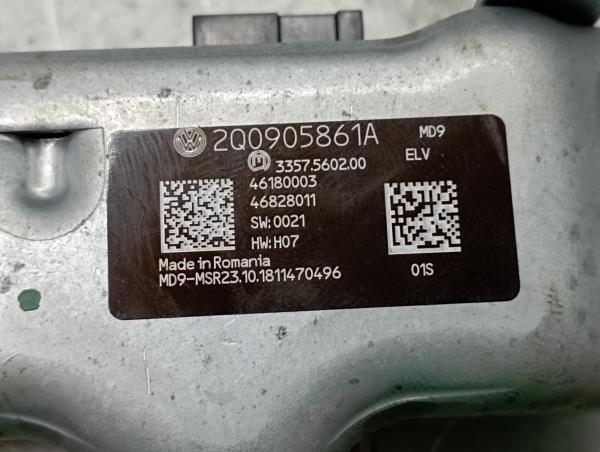 2Q0905861A MD9
3357.5602.00 ELV
46180003
46828011
SW:0021
HW:H07
Made in Romania
MD9-MSR23.10.1811470496 01S